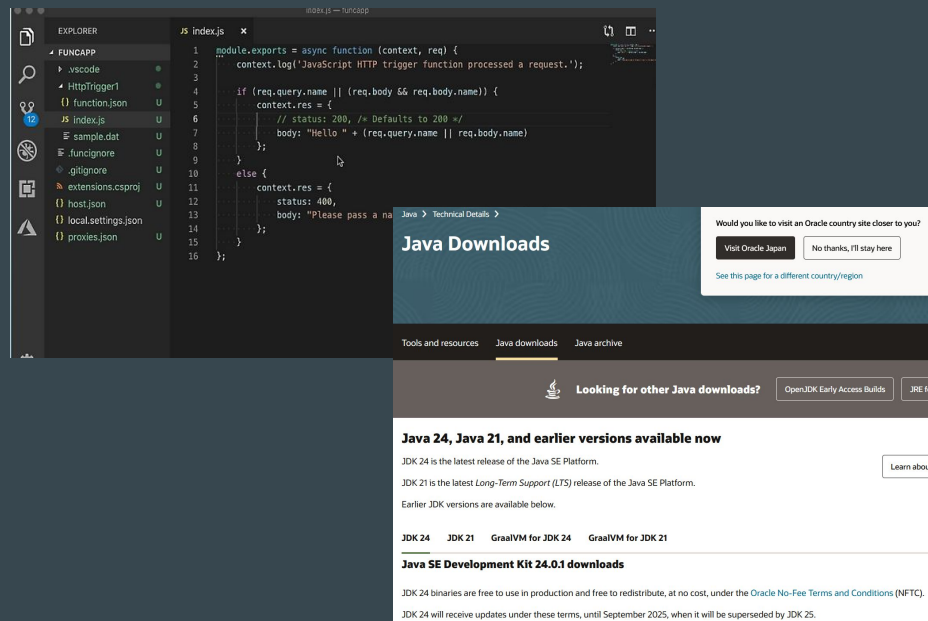 index.js — funcapp
EXPLORER
FUNCAPP
.vscode
HttpTrigger1
{} function.json U
JS index.js U
sample.dat U
.funcignore U
.gitignore U
extensions.csproj U
{} host.json U
{} local.settings.json
{} proxies.json U
12
JS index.js ×
1 module.exports = async function (context, req) {
2 context.log('JavaScript HTTP trigger function processed a request.');
3
4 if (req.query.name || (req.body && req.body.name)) {
5 context.res = {
6 // status: 200, /* Defaults to 200 */
7 body: "Hello " + (req.query.name || req.body.name)
8 };
9 }
10 else {
11 context.res = {
12 status: 400,
13 body: "Please pass a na
14 };
15 }
16 };
Java > Technical Details >
Java Downloads
Would you like to visit an Oracle country site closer to you?
Visit Oracle Japan No thanks, I'll stay here
See this page for a different country/region
Tools and resources Java downloads Java archive
Looking for other Java downloads? OpenJDK Early Access Builds JRE f
Java 24, Java 21, and earlier versions available now
JDK 24 is the latest release of the Java SE Platform.
Learn abou
JDK 21 is the latest Long-Term Support (LTS) release of the Java SE Platform.
Earlier JDK versions are available below.
JDK 24 JDK 21 GraalVM for JDK 24 GraalVM for JDK 21
Java SE Development Kit 24.0.1 downloads
JDK 24 binaries are free to use in production and free to redistribute, at no cost, under the Oracle No-Fee Terms and Conditions (NFTC).
JDK 24 will receive updates under these terms, until September 2025, when it will be superseded by JDK 25.